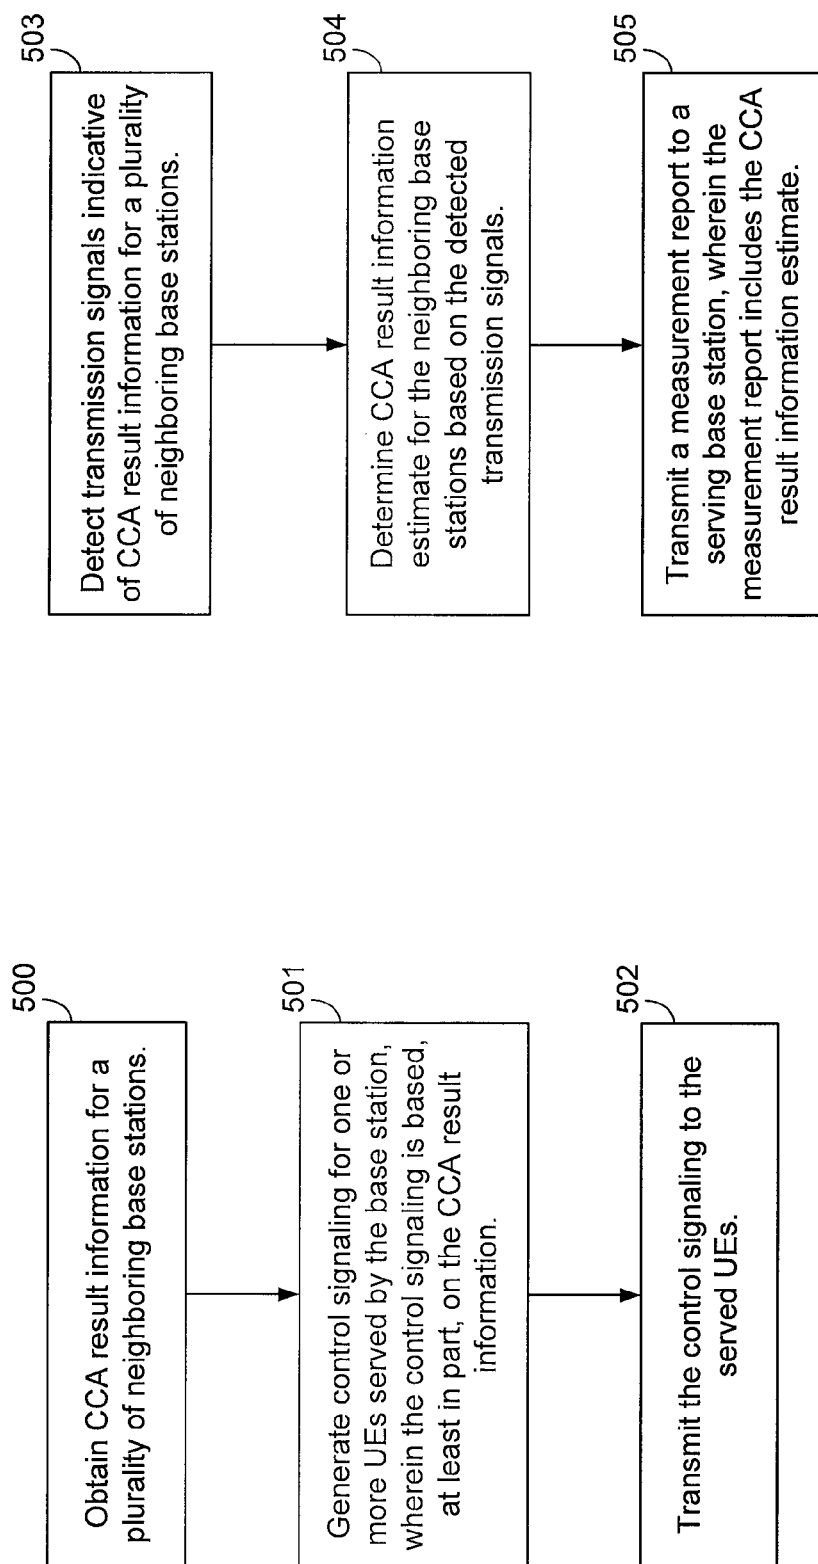 500
Obtain CCA result information for a
plurality of neighboring base stations.
501
Generate control signaling for one or
more UEs served by the base station,
wherein the control signaling is based,
at least in part, on the CCA result
information.
502
Transmit the control signaling to the
served UEs.
503
Detect transmission signals indicative
of CCA result information for a plurality
of neighboring base stations.
504
Determine CCA result information
estimate for the neighboring base
stations based on the detected
transmission signals.
505
Transmit a measurement report to a
serving base station, wherein the
measurement report includes the CCA
result information estimate.